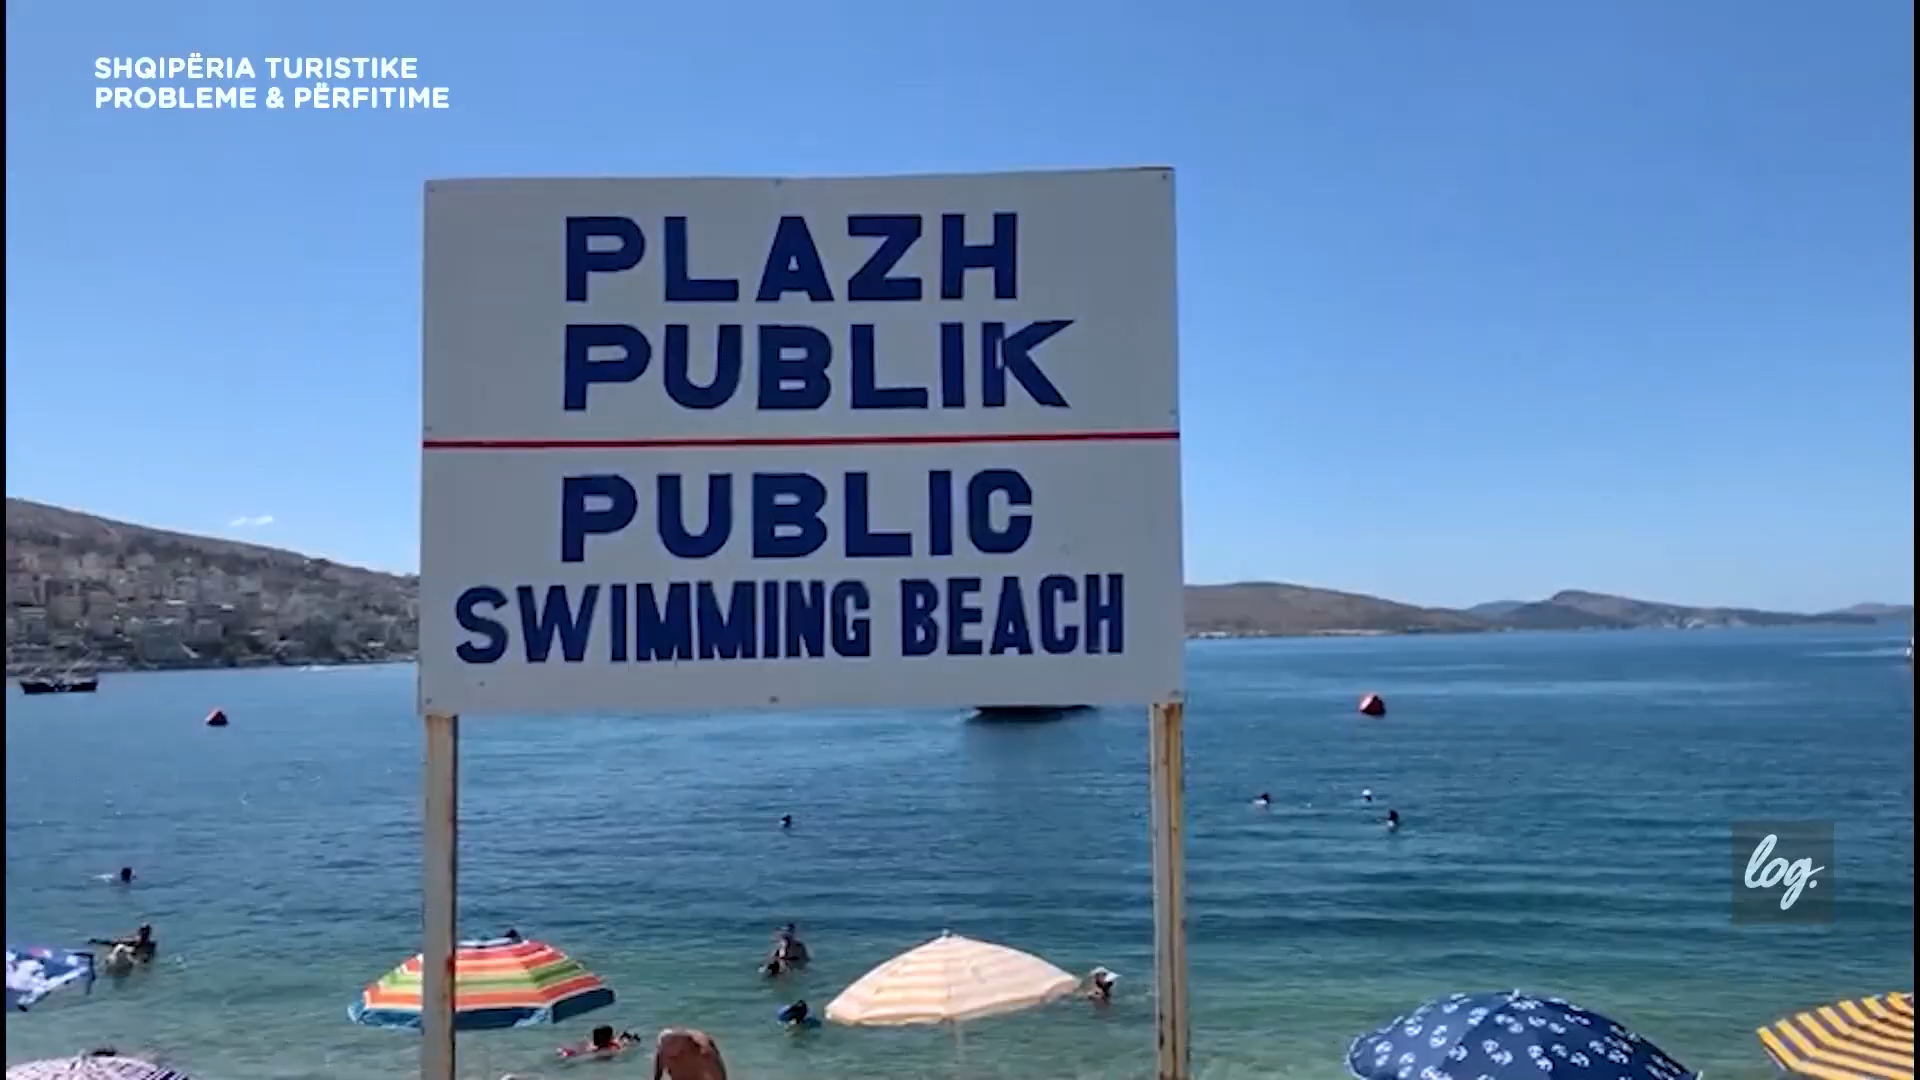 SHQIPËRIA TURISTIKE
PROBLEME & PËRFITIME
PLAZH
PUBLIK
PUBLIC
SWIMMING BEACH
log.